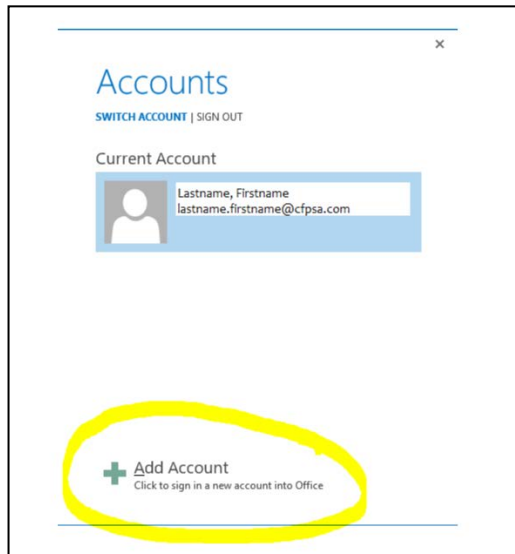 ×
Accounts
SWITCH ACCOUNT | SIGN OUT
Current Account
Lastname, Firstname
lastname.firstname@cfpsa.com
Add Account
Click to sign in a new account into Office